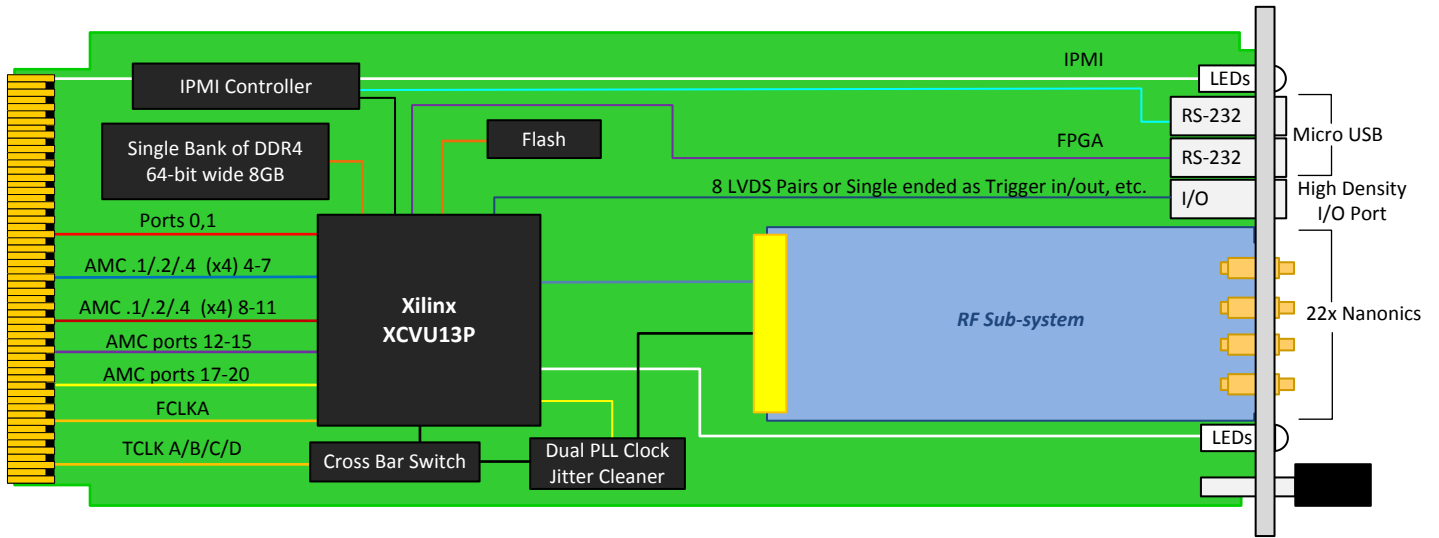 IPMI
LEDs
IPMI Controller
RS-232
Micro USB
Single Bank of DDR4
64-bit wide 8GB
Flash
FPGA
RS-232
8 LVDS Pairs or Single ended as Trigger in/out, etc.
I/O
High Density
I/O Port
Ports 0,1
AMC .1/.2/.4 (x4) 4-7
AMC .1/.2/.4 (x4) 8-11
AMC ports 12-15
AMC ports 17-20
FCLKA
TCLK A/B/C/D
Xilinx
XCVU13P
RF Sub-system
22x Nanonics
Cross Bar Switch
Dual PLL Clock
Jitter Cleaner
LEDs